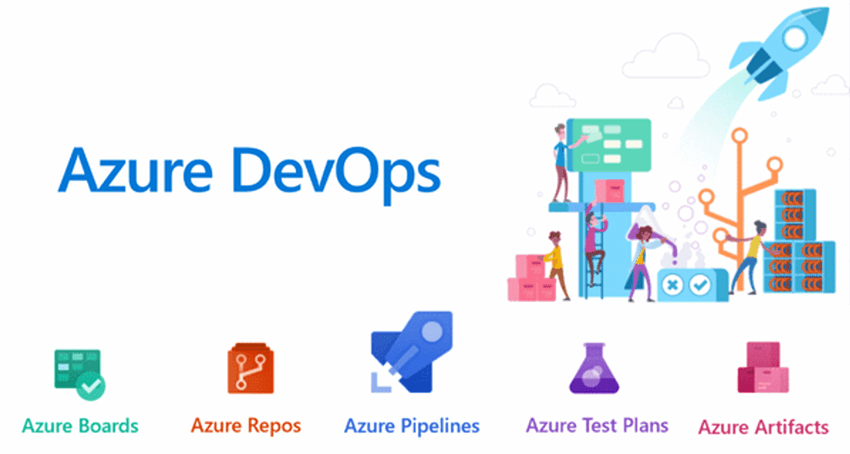 Azure DevOps
Azure Boards
Azure Repos
Azure Pipelines
Azure Test Plans
Azure Artifacts